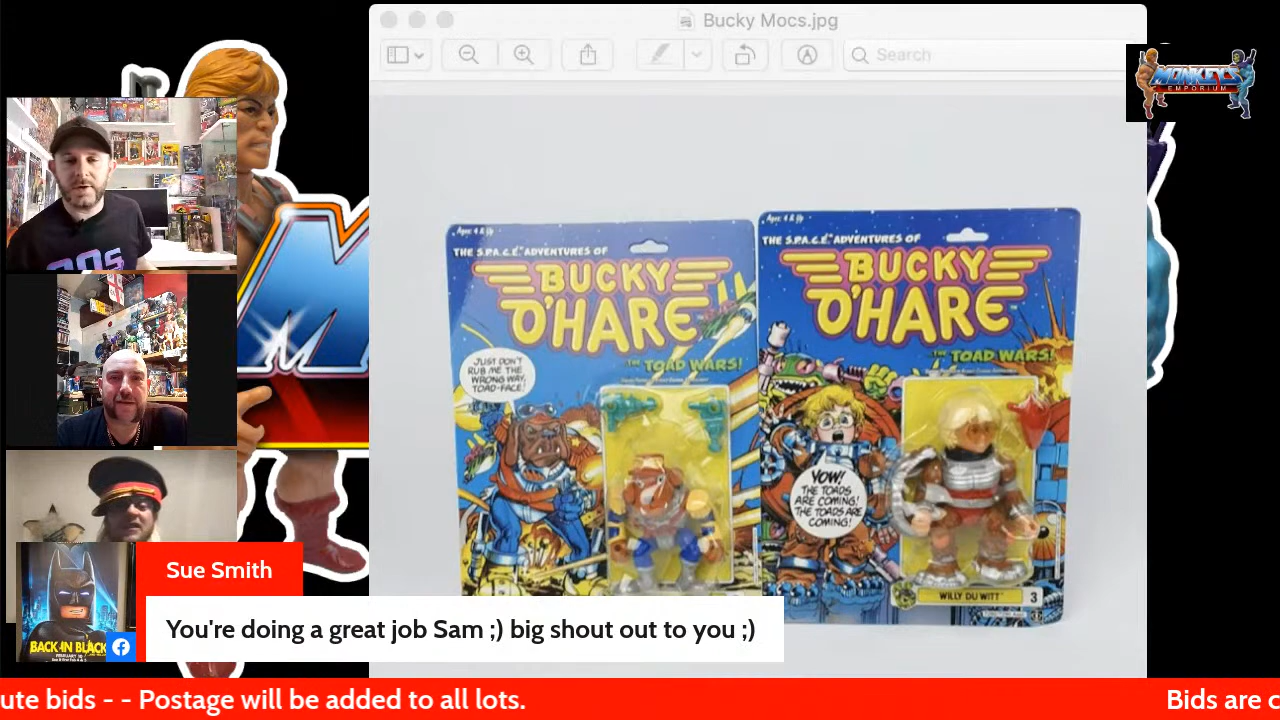 Bucky Mocs.jpg
Search
MONKEYS
EMPORIUM
Ages: 4 & Up
THE S.P.A.C.E. ADVENTURES OF
BUCKY
O'HARE
THE TOAD WARS!
JUST DON'T
RUB ME THE
WRONG WAY,
TOAD-FACE!
Ages: 4 & Up
THE S.P.A.C.E. ADVENTURES OF
BUCKY
O'HARE
THE TOAD WARS!
YOW!
THE TOADS
ARE COMING!
THE TOADS ARE
COMING!
WILLY DU WITT
3
Sue Smith
You're doing a great job Sam ;) big shout out to you ;)
BACK IN BLACK
ute bids - - Postage will be added to all lots.
Bids are c